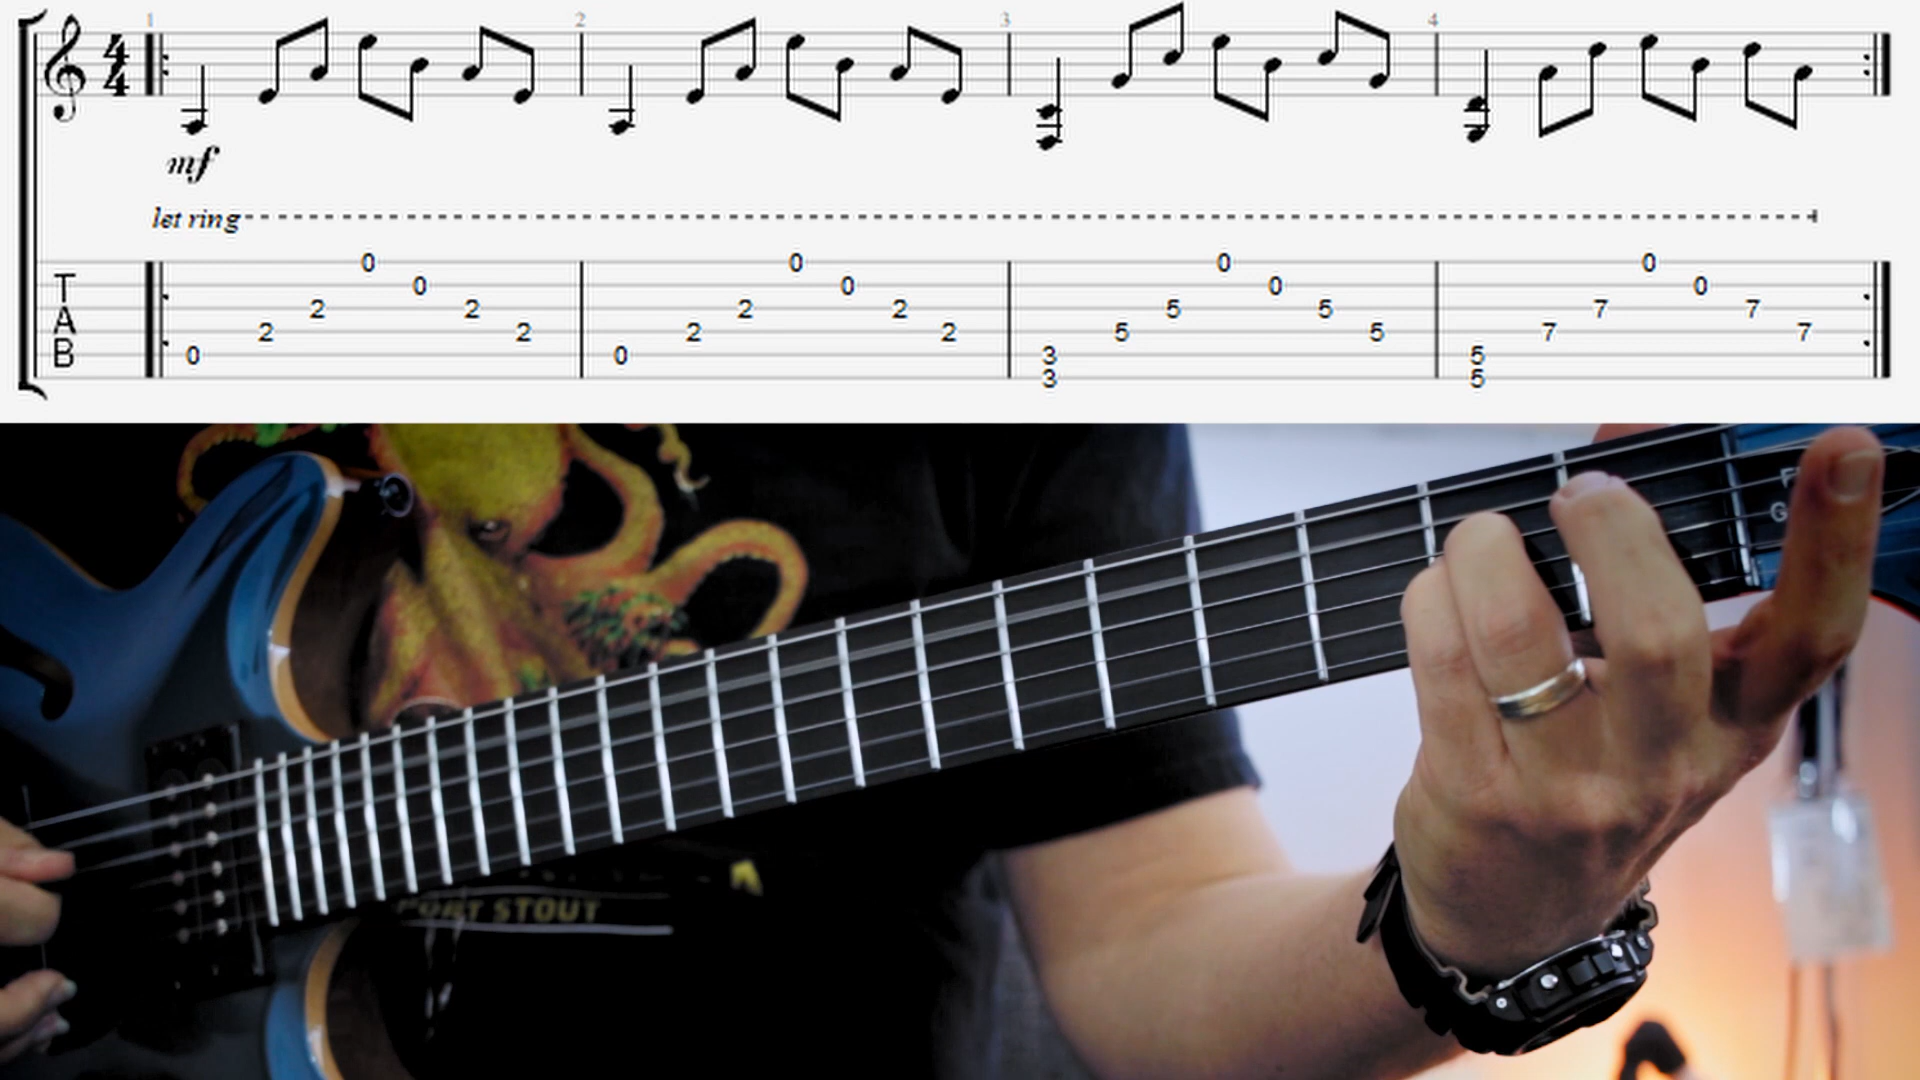 1 2 3 4
4
4
mf
let ring
0 0 0 0
T 0 0 0 0
2 2 2 2 5 5 7 7
A 2 2 2 2 5 5 7 7
B 0 0 3 5
3 5
PORT STOUT